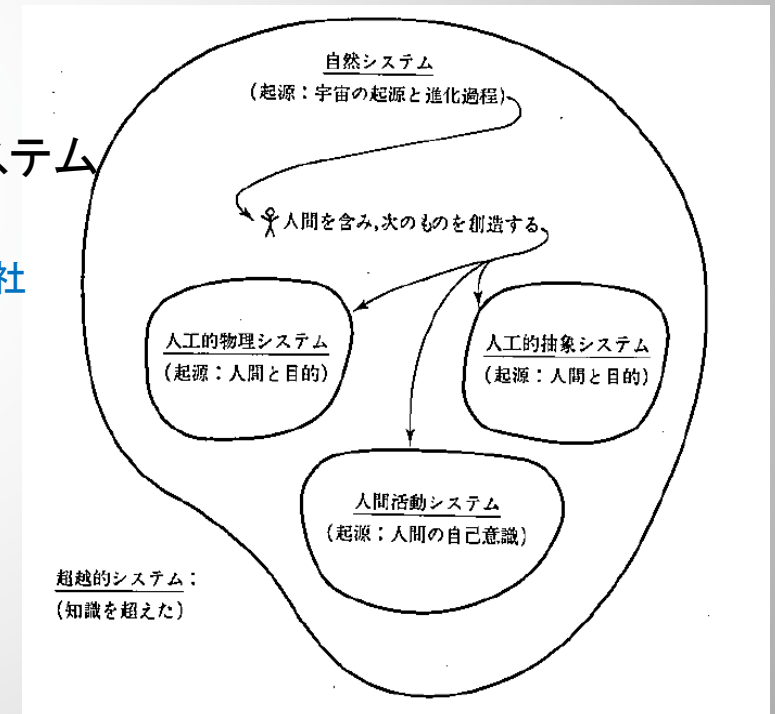 自然システム
(起源：宇宙の起源と進化過程)
ステム
人間を含み,次のものを創造する
社
人工的物理システム
(起源：人間と目的)
人工的抽象システム
(起源：人間と目的)
人間活動システム
(起源：人間の自己意識)
超越的システム：
(知識を超えた)